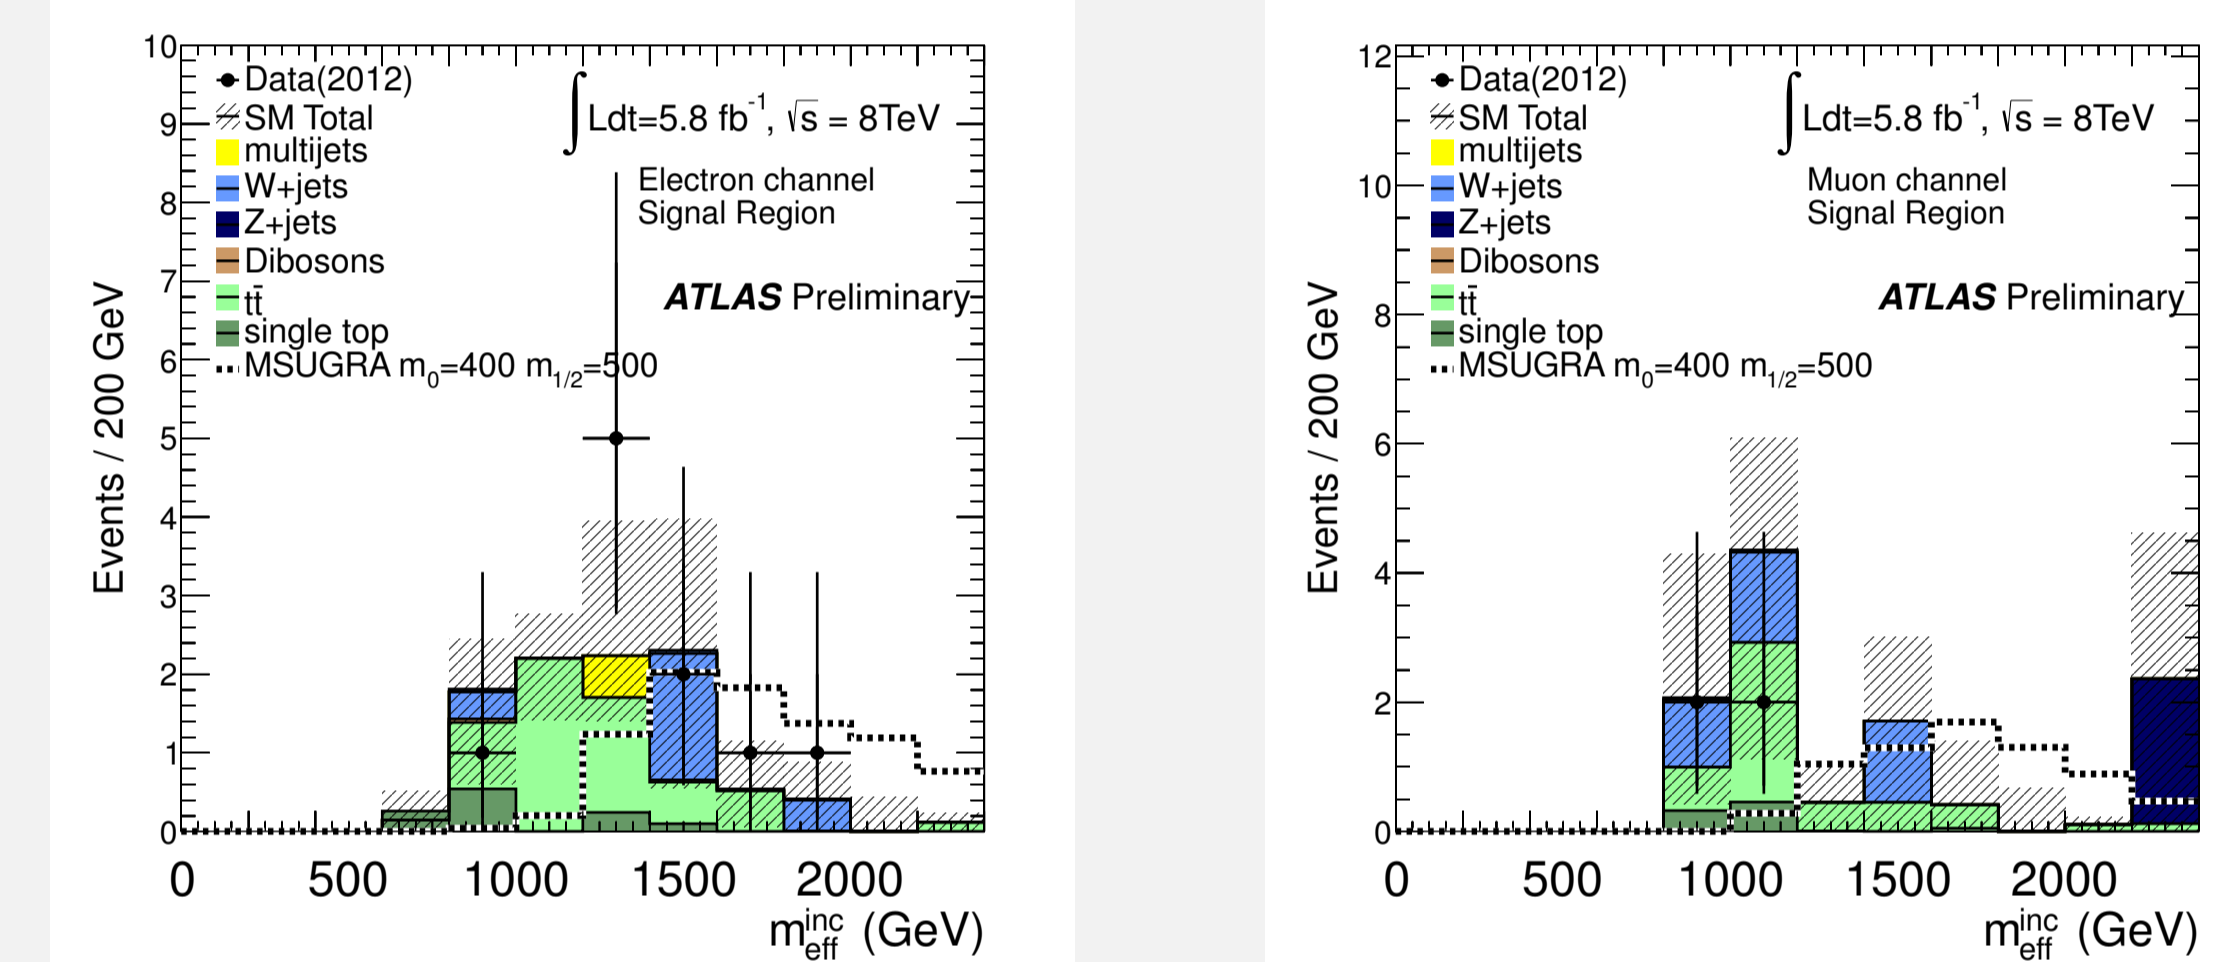 10
9
8
7
6
5
4
3
2
1
0
Events / 200 GeV
Data(2012)
SM Total
multijets
W+jets
Z+jets
Dibosons
tt̄
single top
MSUGRA m₀=400 m₁/₂=500
∫Ldt=5.8 fb⁻¹, √s = 8TeV
Electron channel
Signal Region
ATLAS Preliminary
0 500 1000 1500 2000
m_eff^inc (GeV)
12
10
8
6
4
2
0
Events / 200 GeV
Data(2012)
SM Total
multijets
W+jets
Z+jets
Dibosons
tt̄
single top
MSUGRA m₀=400 m₁/₂=500
∫Ldt=5.8 fb⁻¹, √s = 8TeV
Muon channel
Signal Region
ATLAS Preliminary
0 500 1000 1500 2000
m_eff^inc (GeV)